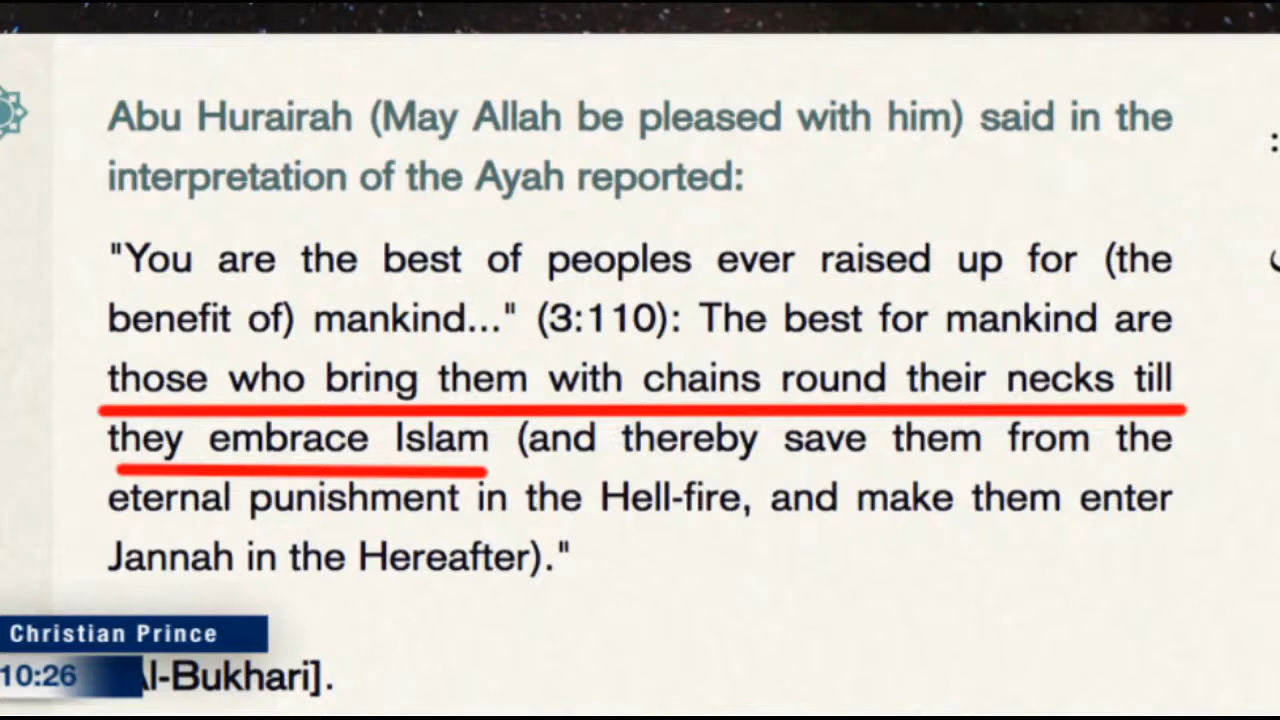 Abu Hurairah (May Allah be pleased with him) said in the
interpretation of the Ayah reported:
"You are the best of peoples ever raised up for (the
benefit of) mankind..." (3:110): The best for mankind are
those who bring them with chains round their necks till
they embrace Islam (and thereby save them from the
eternal punishment in the Hell-fire, and make them enter
Jannah in the Hereafter)."
Christian Prince
10:26
Al-Bukhari].